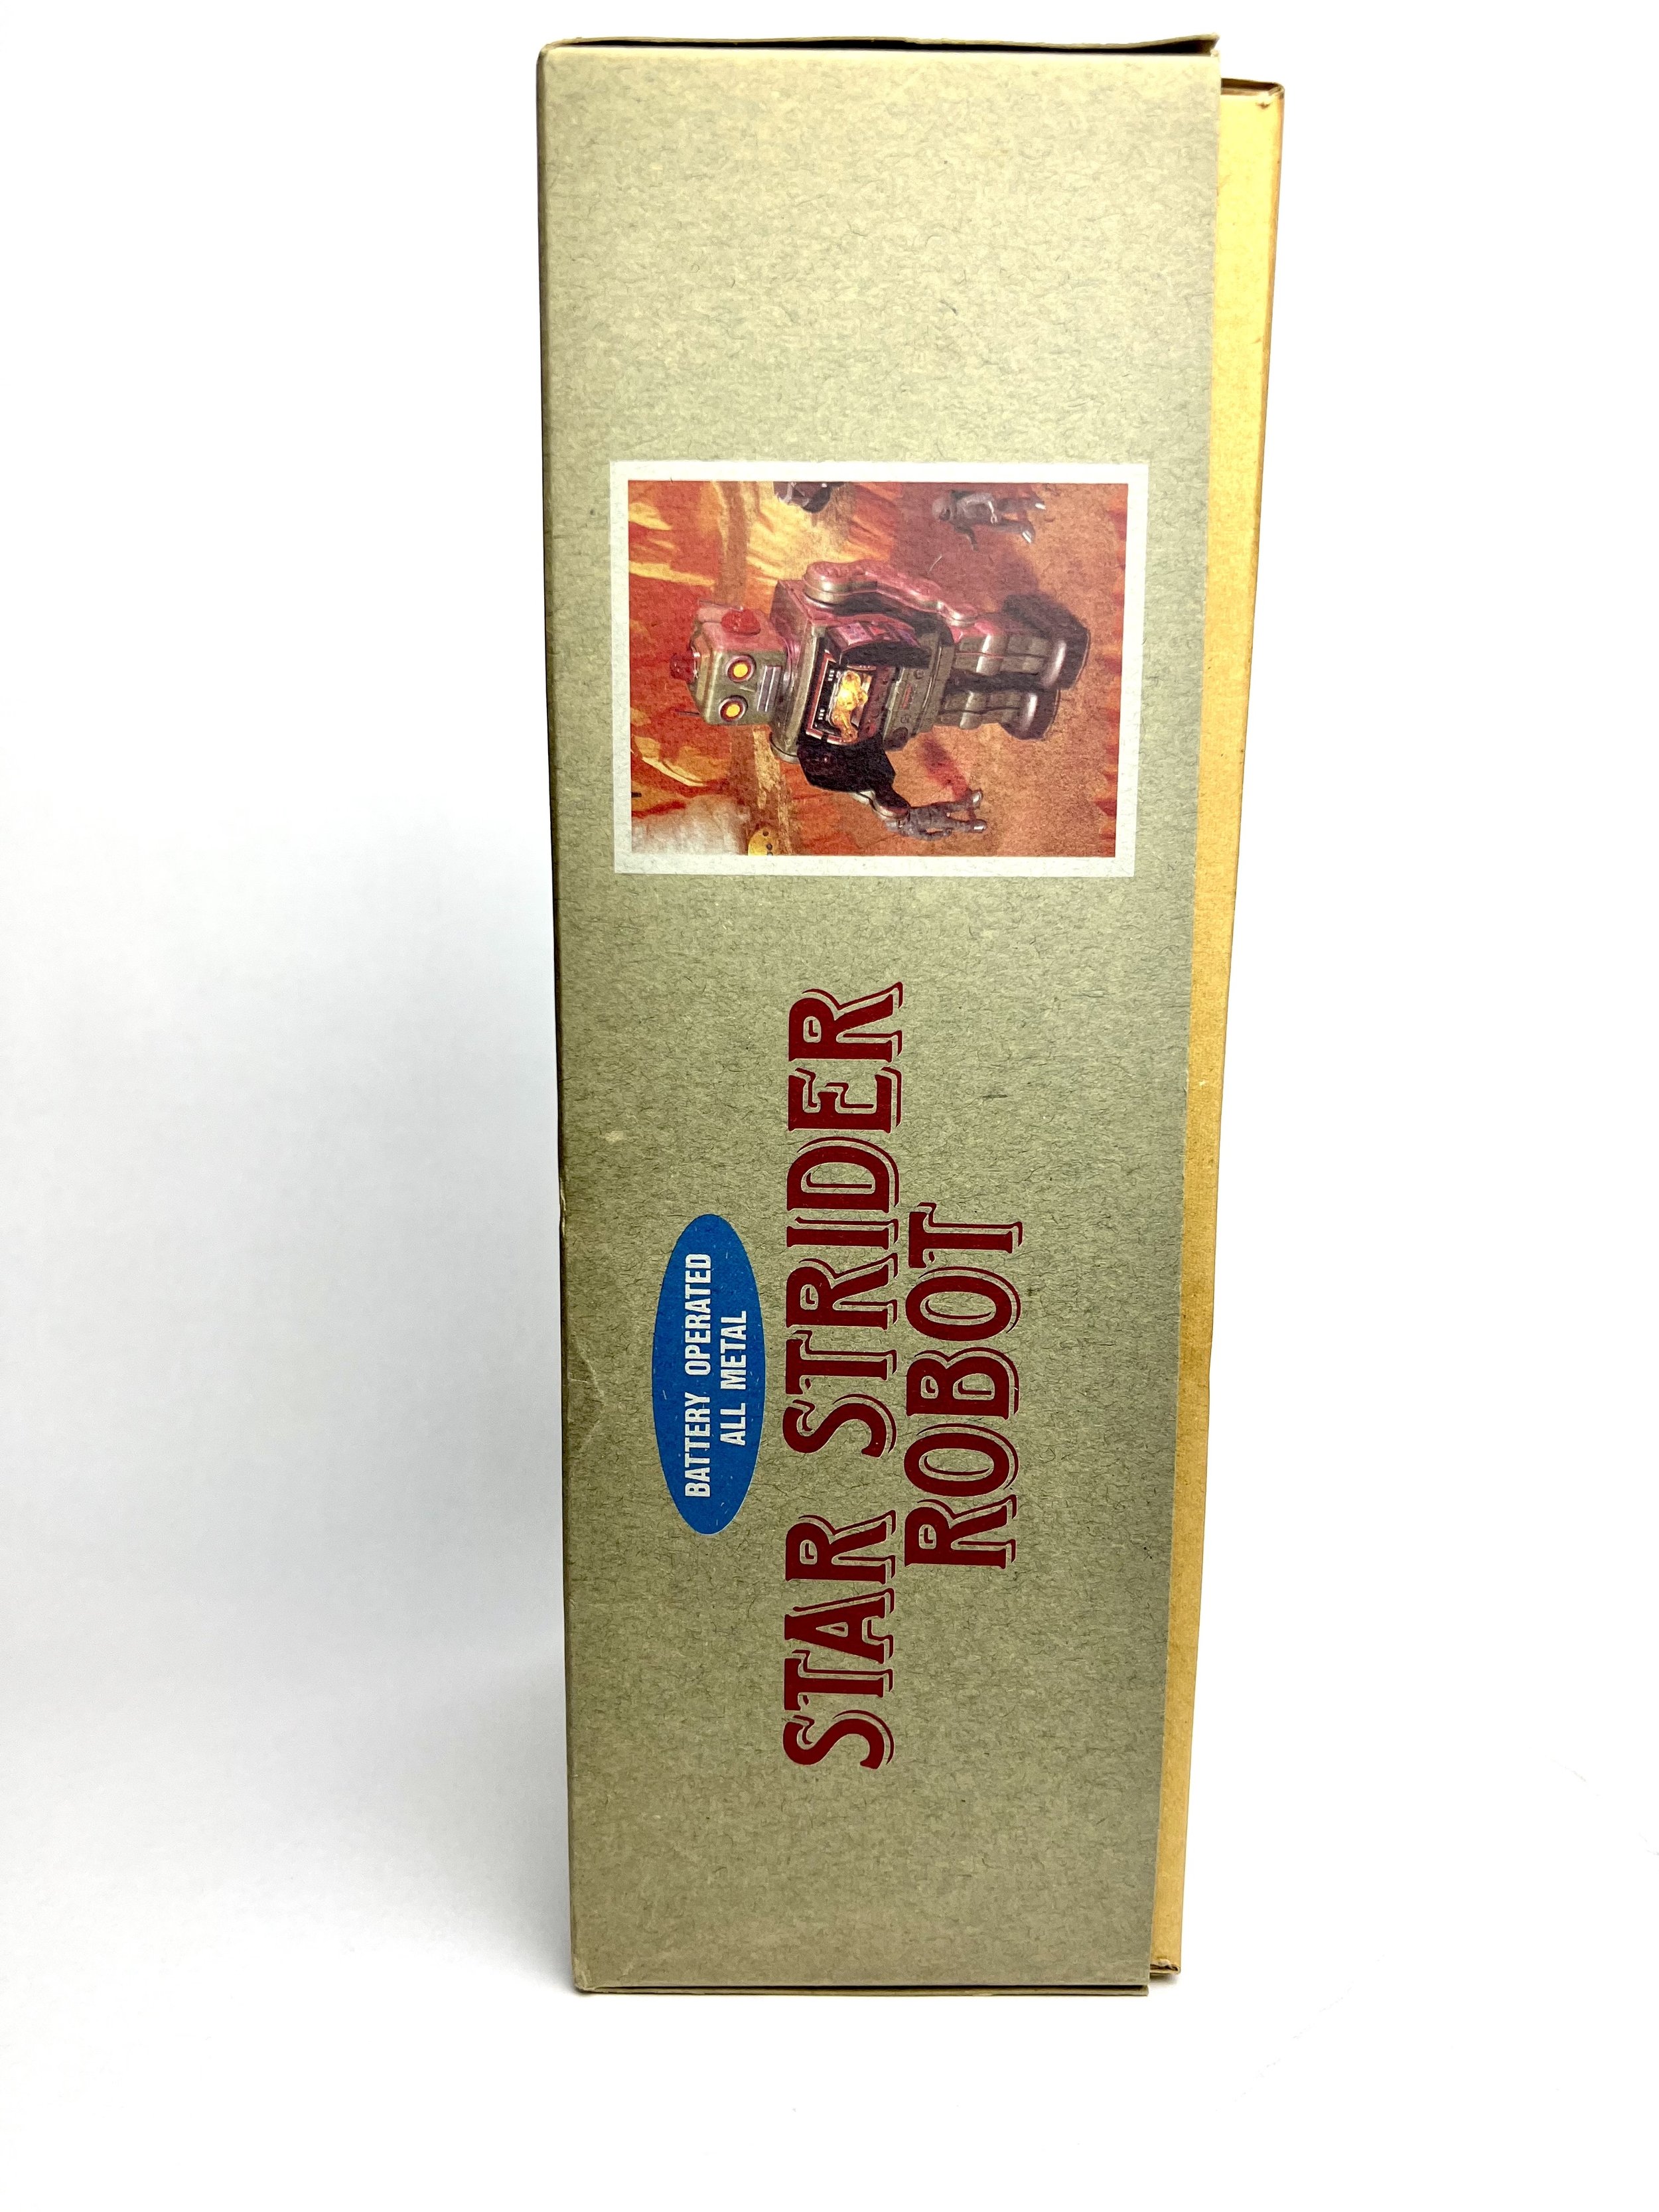 BATTERY OPERATED
ALL METAL
STAR STRIDER
ROBOT